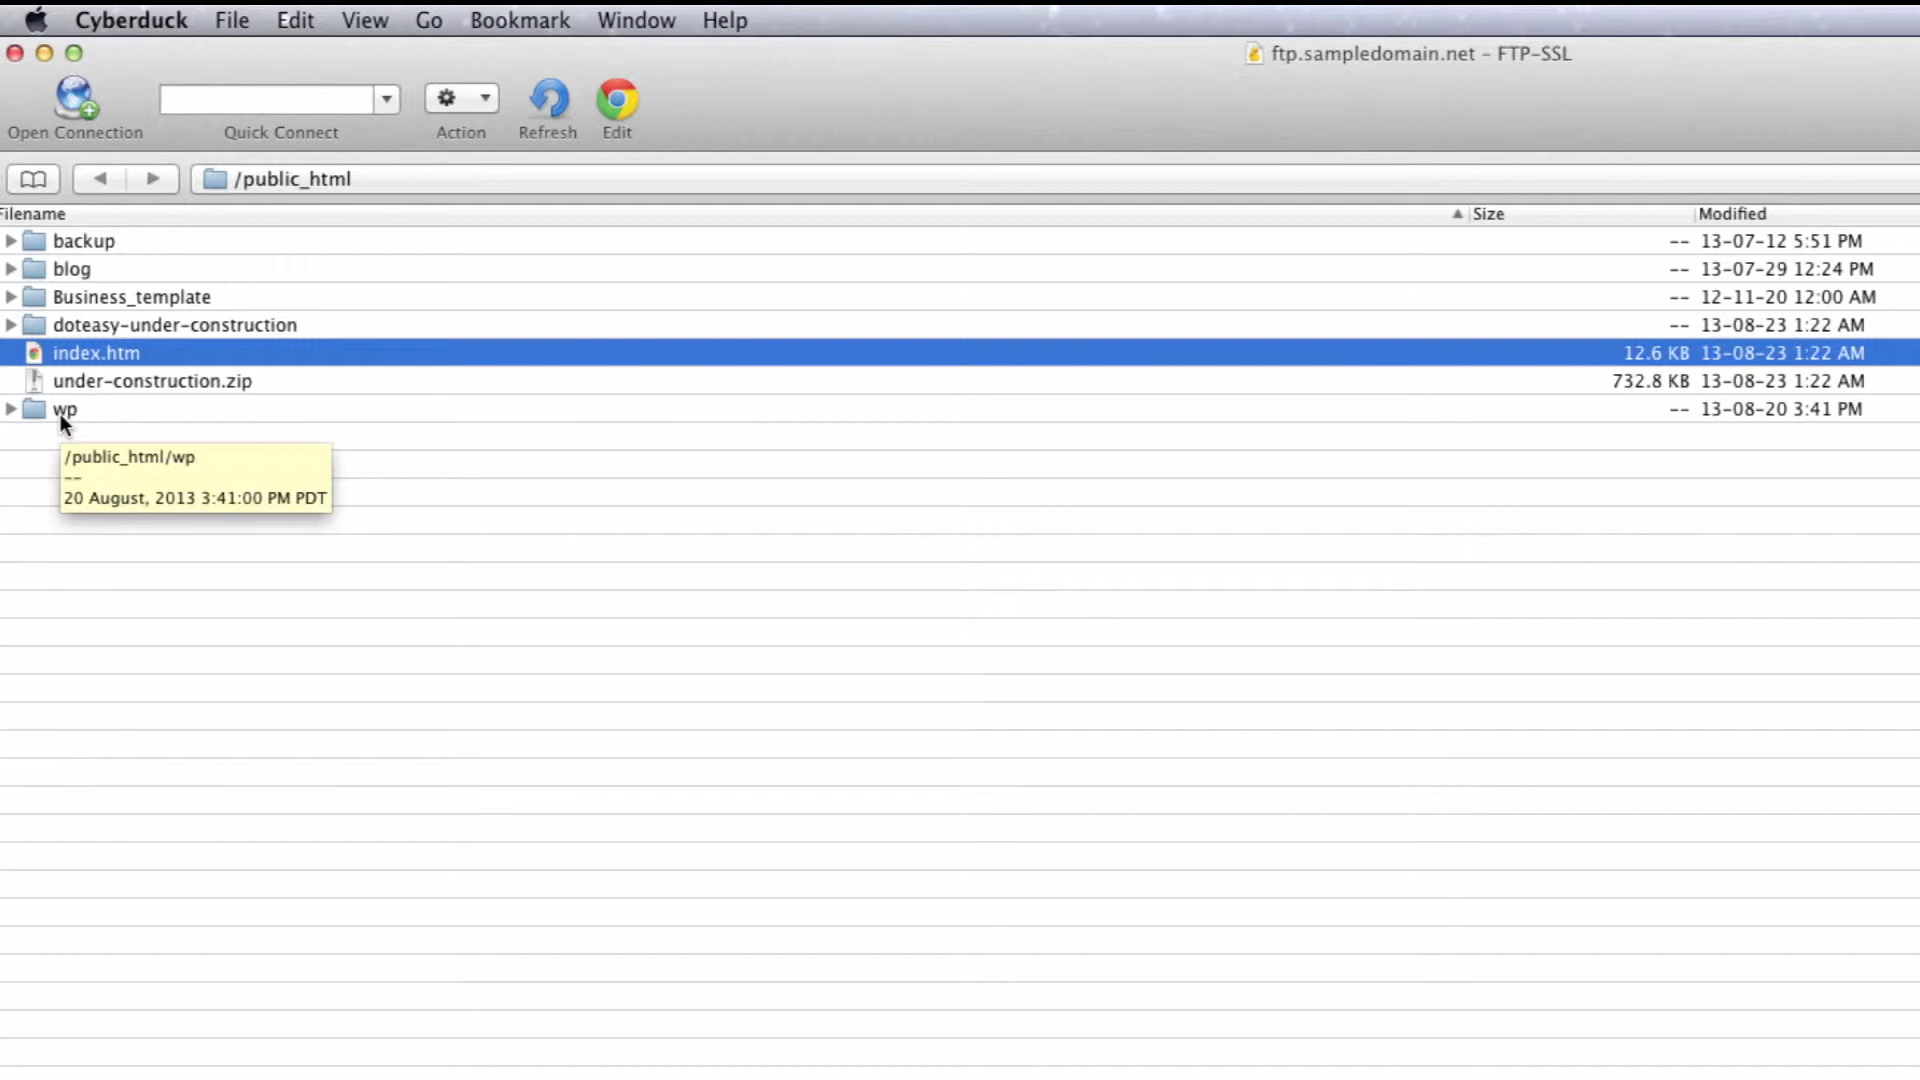 Cyberduck File Edit View Go Bookmark Window Help
ftp.sampledomain.net - FTP-SSL
Open Connection Quick Connect Action Refresh Edit
/public_html
Filename Size Modified
backup -- 13-07-12 5:51 PM
blog -- 13-07-29 12:24 PM
Business_template -- 12-11-20 12:00 AM
doteasy-under-construction -- 13-08-23 1:22 AM
index.htm 12.6 KB 13-08-23 1:22 AM
under-construction.zip 732.8 KB 13-08-23 1:22 AM
wp -- 13-08-20 3:41 PM
/public_html/wp
--
20 August, 2013 3:41:00 PM PDT